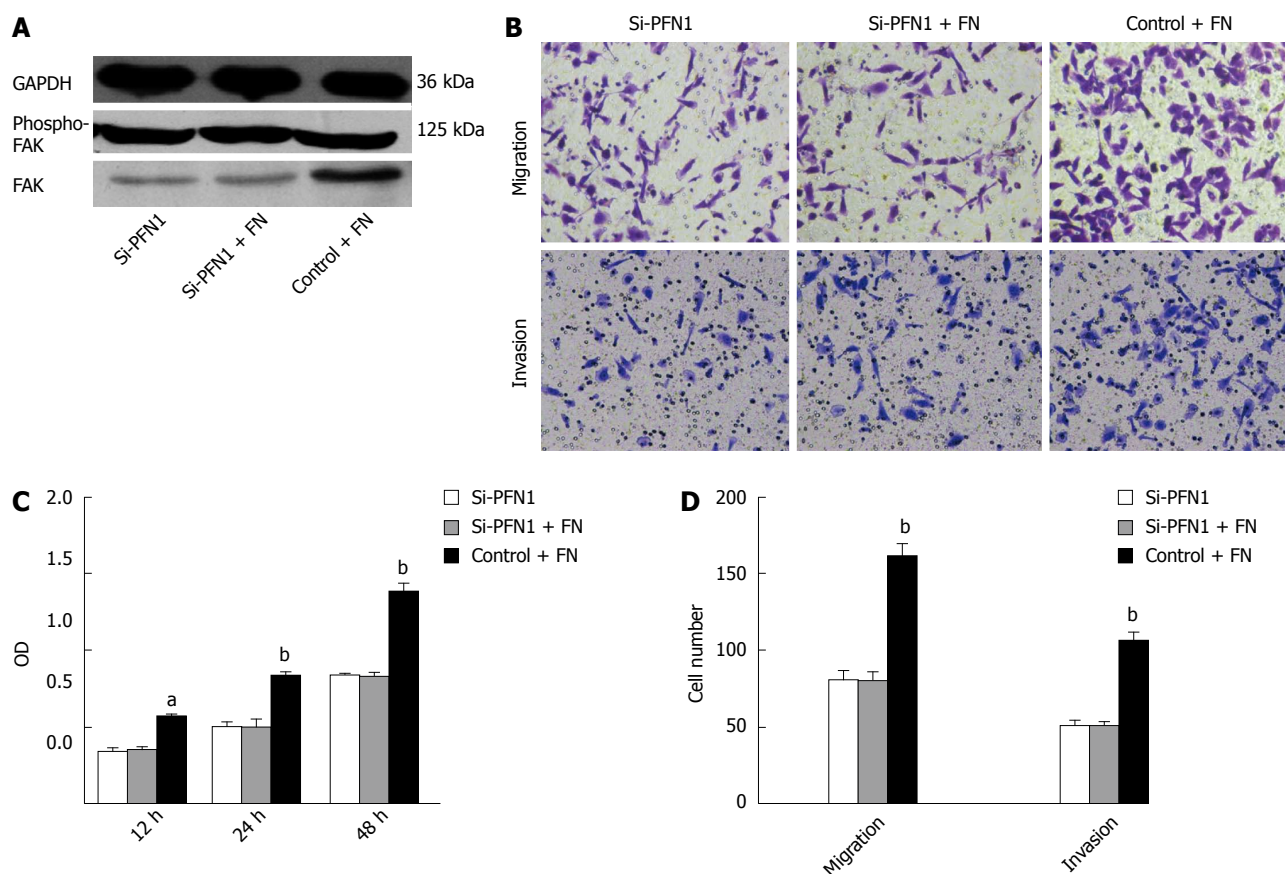 A
GAPDH
36 kDa
Phospho-
FAK
125 kDa
FAK
Si-PFN1
Si-PFN1 + FN
Control + FN
B
Si-PFN1
Si-PFN1 + FN
Control + FN
Migration
Invasion
C
2.0
1.5
1.0
0.5
0.0
OD
Si-PFN1
Si-PFN1 + FN
Control + FN
a
b
b
12 h
24 h
48 h
D
200
150
100
50
0
Cell number
Si-PFN1
Si-PFN1 + FN
Control + FN
b
b
Migration
Invasion